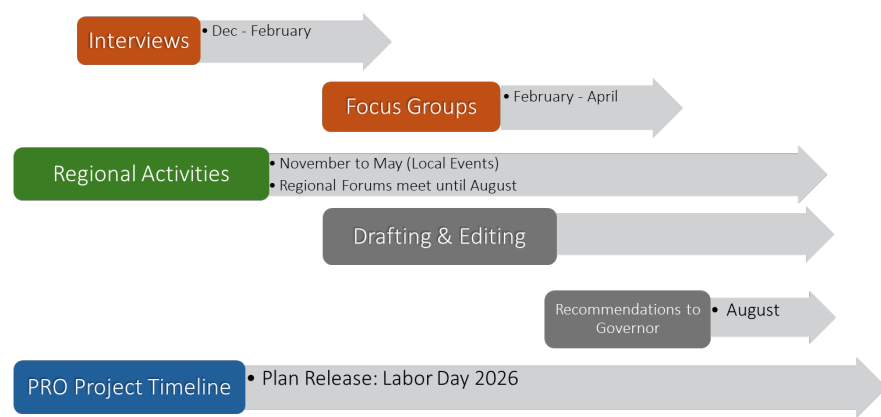 Interviews
• Dec - February
Focus Groups
• February - April
Regional Activities
• November to May (Local Events)
• Regional Forums meet until August
Drafting & Editing
Recommendations to
Governor
• August
PRO Project Timeline
• Plan Release: Labor Day 2026